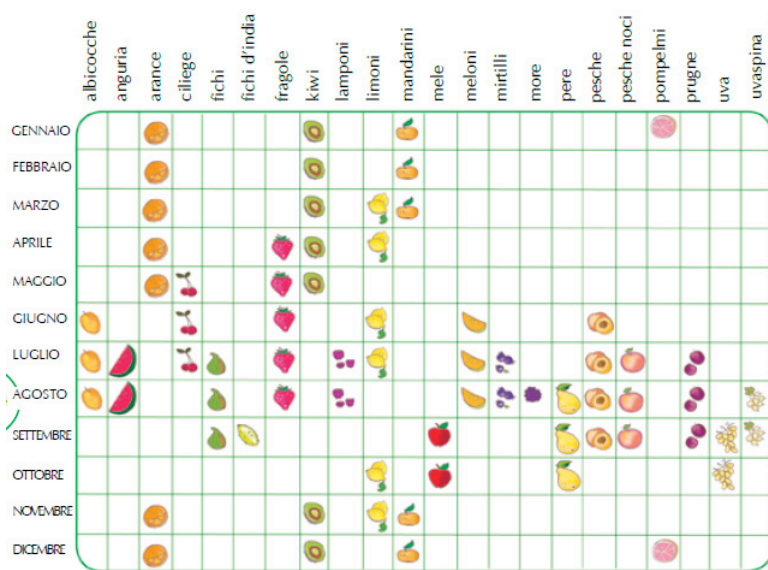 albicocche
anguria
arance
ciliege
fichi
fichi d'india
fragole
kiwi
lamponi
limoni
mandarini
mele
meloni
mirtilli
more
pere
pesche
pesche noci
pompelmi
prugne
uva
uvaspina
GENNAIO
FEBBRAIO
MARZO
APRILE
MAGGIO
GIUGNO
LUGLIO
AGOSTO
SETTEMBRE
OTTOBRE
NOVEMBRE
DICEMBRE